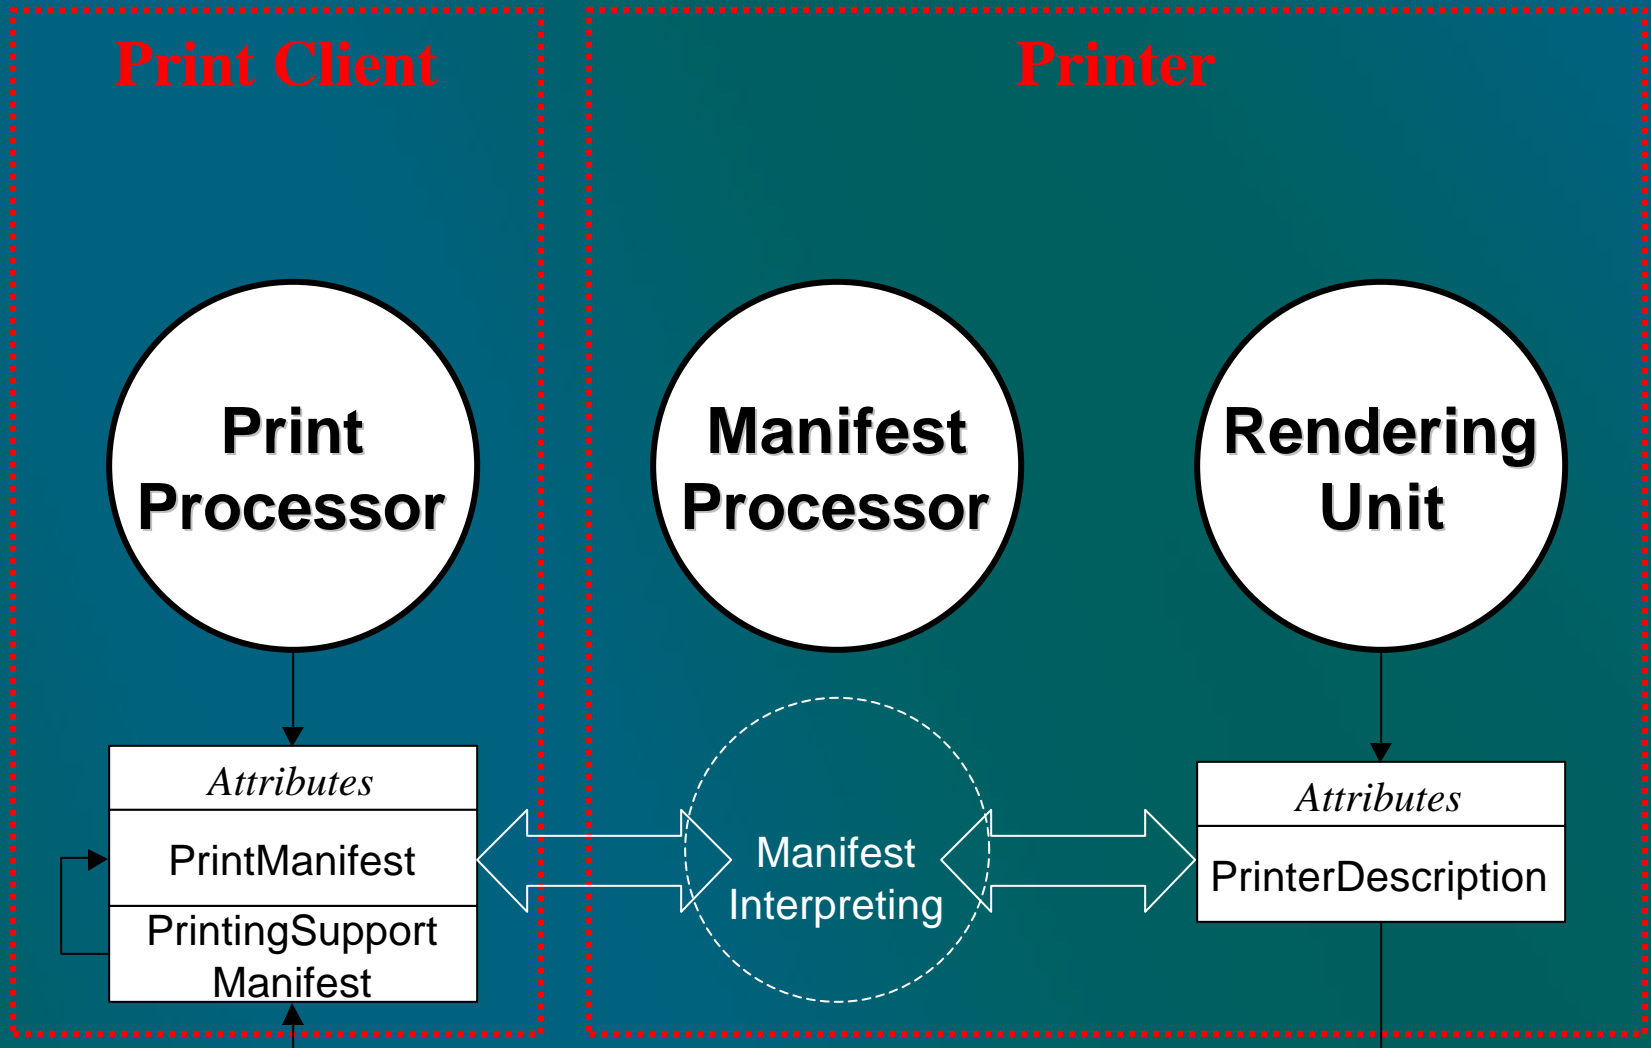 Print Client
Printer
Print
Processor
Manifest
Processor
Rendering
Unit
Attributes
PrintManifest
PrintingSupport
Manifest
Manifest
Interpreting
Attributes
PrinterDescription